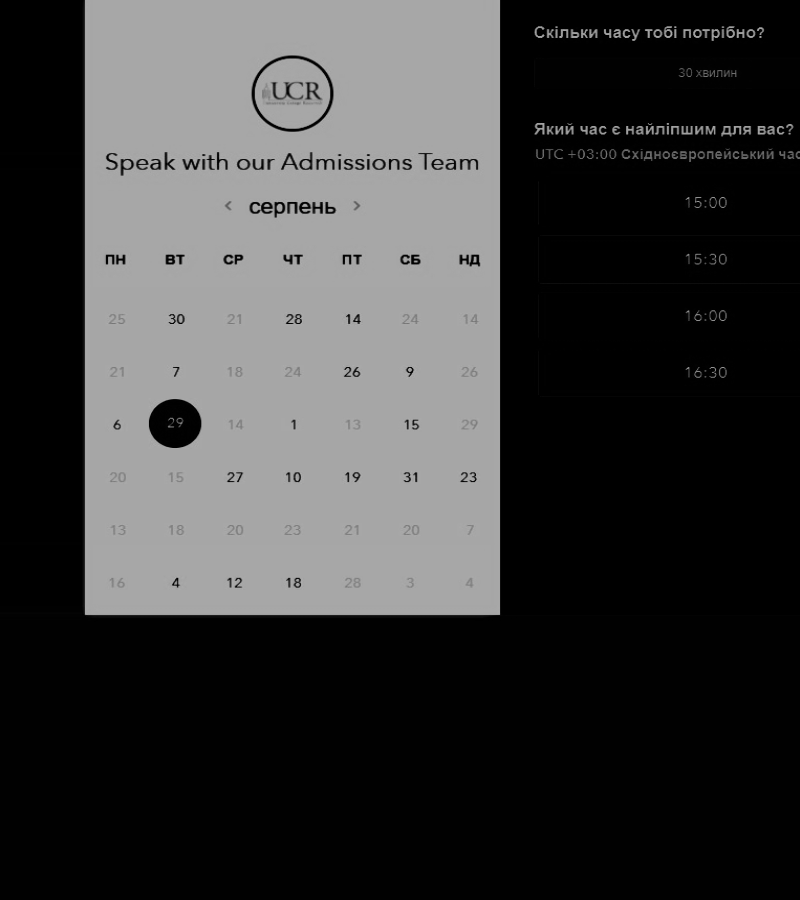 UCR
Speak with our Admissions Team
< серпень >
ПН ВТ СР ЧТ ПТ СБ НД
25 30 21 28 14 24 14
21 7 18 24 26 9 26
6 29 14 1 13 15 29
20 15 27 10 19 31 23
13 18 20 23 21 20 7
16 4 12 18 28 3 4
Скільки часу тобі потрібно?
30 хвилин
Який час є найліпшим для вас?
UTC +03:00 Східноєвропейський час
15:00
15:30
16:00
16:30